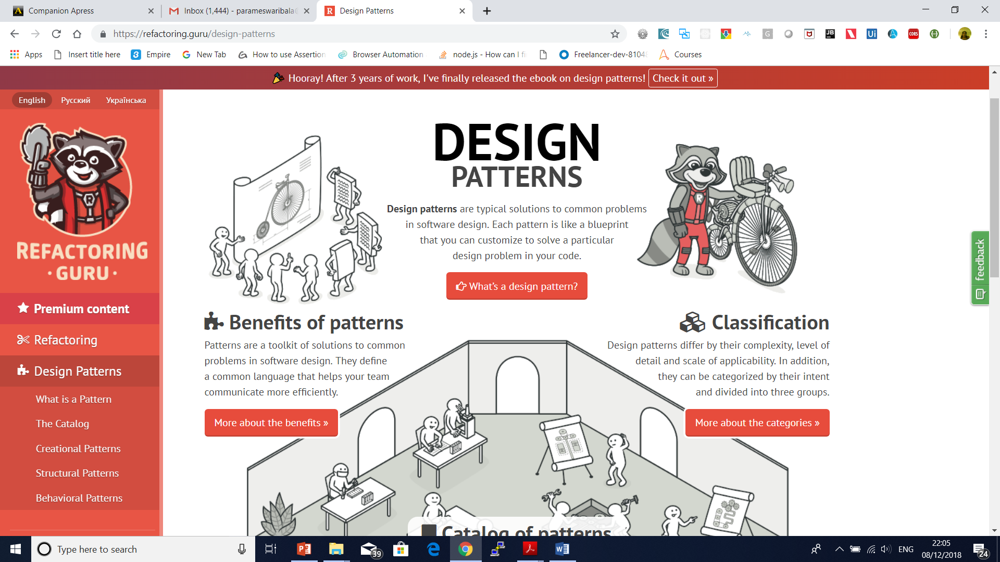 Companion Apress
Inbox (1,444) - parameswaribala
Design Patterns
https://refactoring.guru/design-patterns
G
JB
Ui
CORS
Apps
Insert title here
3
Empire
New Tab
How to use Assertion
Browser Automation
node.js - How can I fi
Freelancer-dev-81048
Courses
Hooray! After 3 years of work, I've finally released the ebook on design patterns! Check it out »
English Русский Українська
R
REFACTORING
· GURU ·
Premium content
Refactoring
Design Patterns
What is a Pattern
The Catalog
Creational Patterns
Structural Patterns
Behavioral Patterns
DESIGN
PATTERNS
Design patterns are typical solutions to common problems
in software design. Each pattern is like a blueprint
that you can customize to solve a particular
design problem in your code.
What's a design pattern?
R
Benefits of patterns
Patterns are a toolkit of solutions to common
problems in software design. They define
a common language that helps your team
communicate more efficiently.
More about the benefits »
Classification
Design patterns differ by their complexity, level of
detail and scale of applicability. In addition,
they can be categorized by their intent
and divided into three groups.
More about the categories »
Catalog of patterns
feedback
Type here to search
39
ENG
22:05
08/12/2018
24